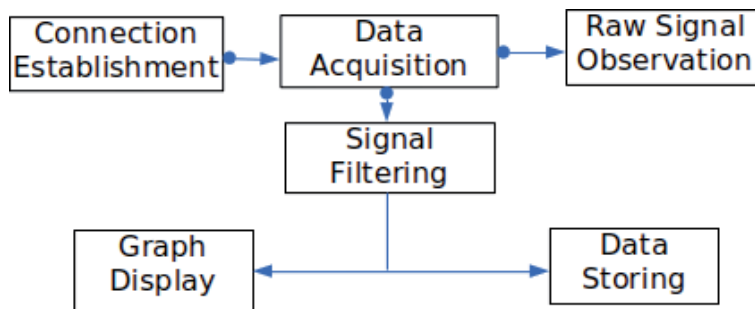 Connection
Establishment
Data
Acquisition
Raw Signal
Observation
Signal
Filtering
Graph
Display
Data
Storing